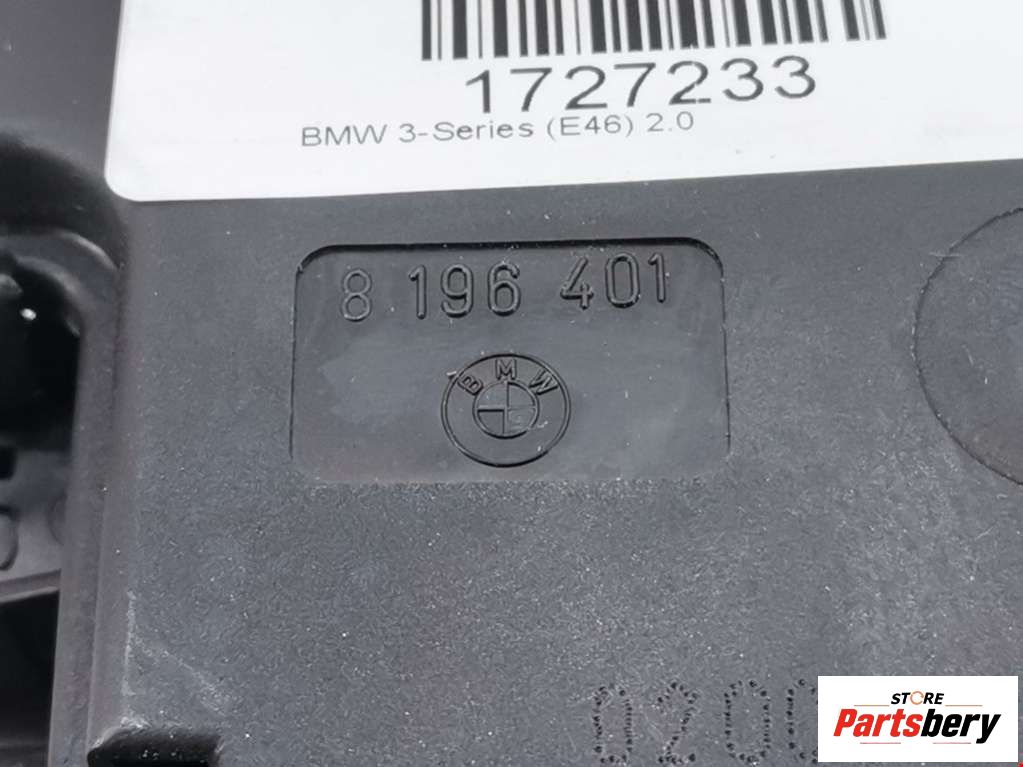 1727233
BMW 3-Series (E46) 2.0
8 196 401
BMW
STORE
Partsbery